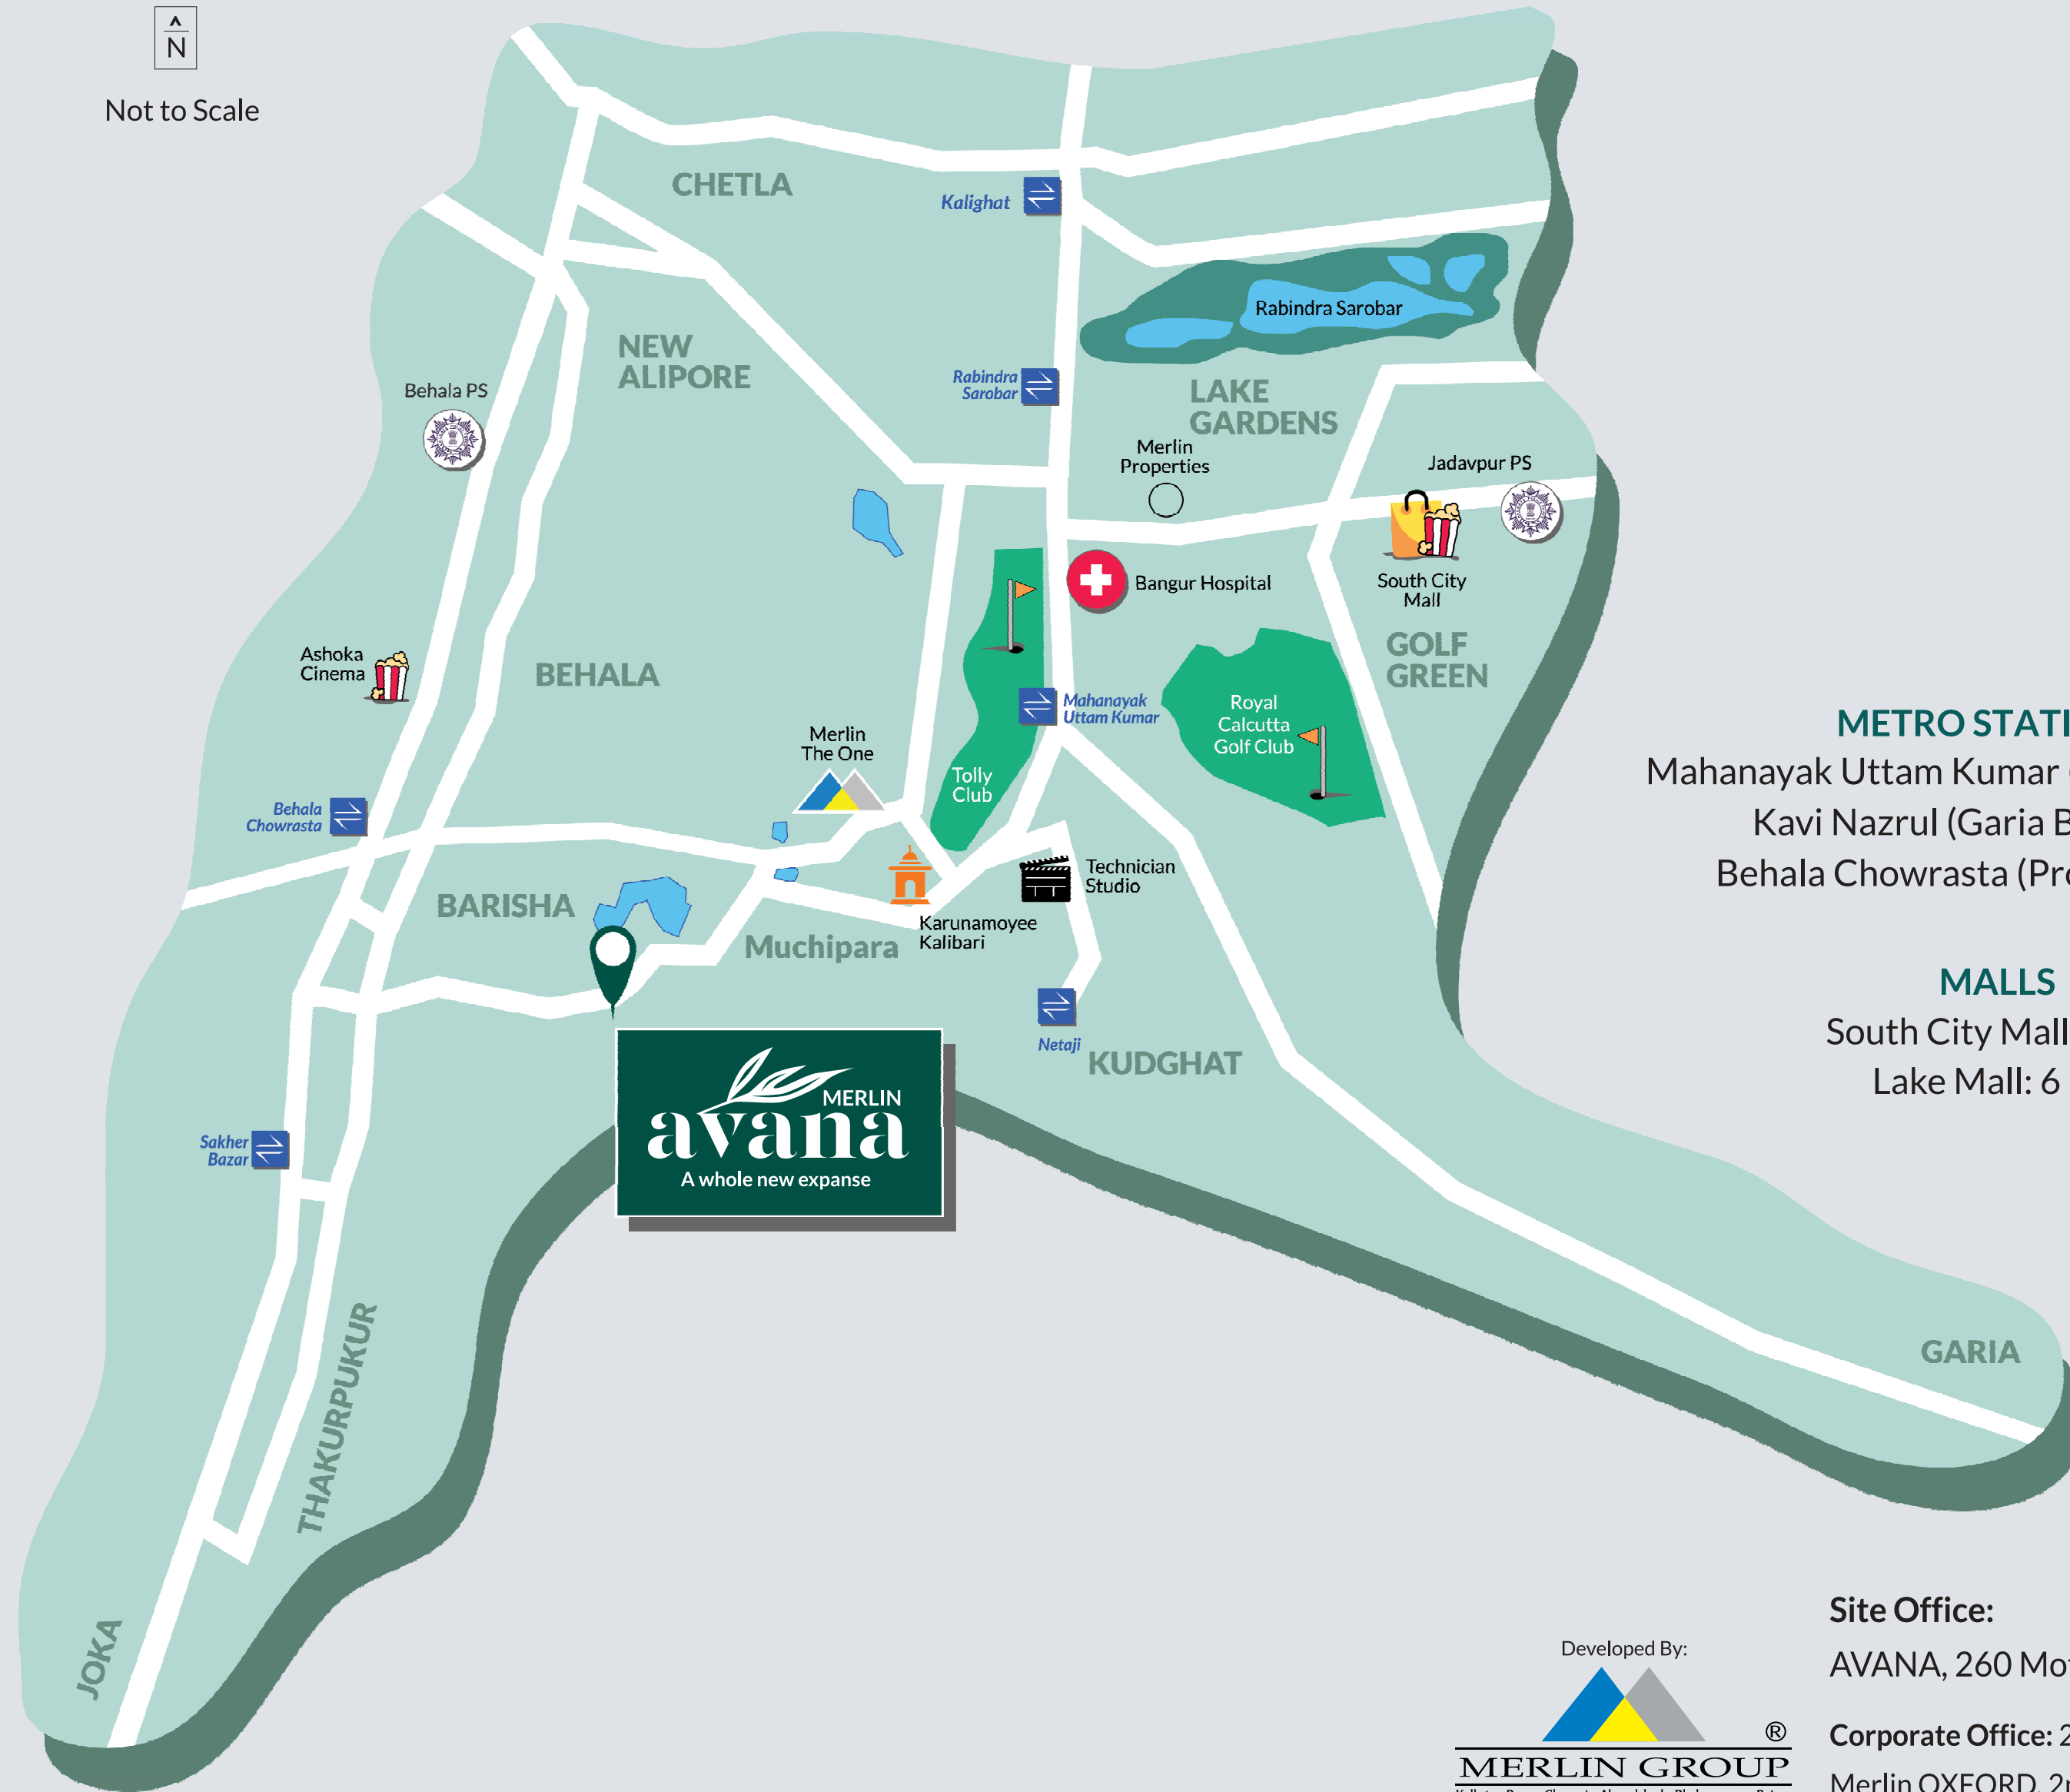 N
Not to Scale
CHETLA
Kalighat
Rabindra Sarobar
NEW
ALIPORE
Behala PS
Rabindra
Sarobar
LAKE
GARDENS
Merlin
Properties
Jadavpur PS
Bangur Hospital
South City
Mall
GOLF
GREEN
Ashoka
Cinema
BEHALA
Mahanayak
Uttam Kumar
Royal
Calcutta
Golf Club
Merlin
The One
Tolly
Club
Behala
Chowrasta
Technician
Studio
BARISHA
Karunamoyee
Kalibari
Muchipara
Netaji
KUDGHAT
MERLIN
avana
A whole new expanse
Sakher
Bazar
THAKURPUKUR
JOKA
GARIA
METRO
Mahanayak Uttam Kumar
Kavi Nazrul (Garia
Behala Chowrasta
MALLS
South City Mall
Lake Mall: 6
Developed By:
®
MERLIN GROUP
Site Office:
AVANA, 260
Corporate Office:
Merlin OXFORD,